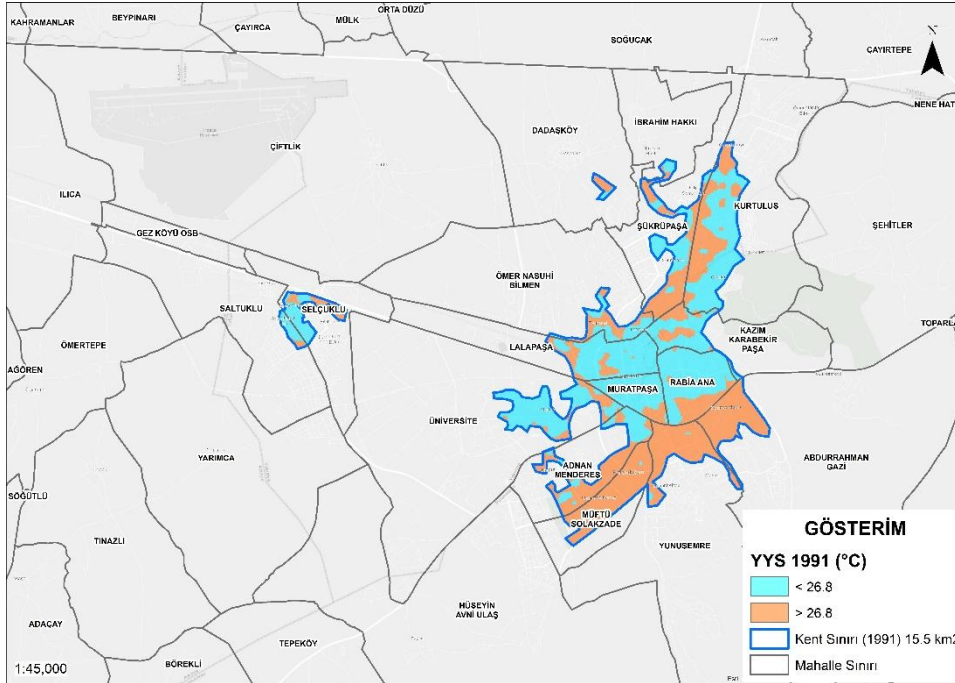 ORTA DÜZÜ
KAHRAMANLAR
BEYPINARI
ÇAYIRCA
MÜLK
SOĞUCAK
ÇAYIRTEPE
N
NENE HAT
DADAŞKÖY
İBRAHİM HAKKI
ÇİFTLİK
ILICA
KURTULUŞ
ŞÜKRÜPAŞA
ŞEHİTLER
GEZ KÖYÜ OSB
ÖMER NASUHİ
BİLMEN
SALTUKLU
SELÇUKLU
TOPARLA
ÖMERTEPE
LALAPAŞA
KAZIM
KARABEKİR
PAŞA
AĞÖREN
MURATPAŞA
RABİA ANA
ÜNİVERSİTE
YARIMCA
ADNAN
MENDERES
ABDURRAHMAN
GAZİ
SÖĞÜTLÜ
MÜFTÜ
SOLAKZADE
TINAZLI
YUNUSEMRE
HÜSEYİN
AVNİ ULAŞ
ADAÇAY
TEPEKÖY
BÖREKLİ
1:45,000
GÖSTERİM
YYS 1991 (°C)
< 26.8
> 26.8
Kent Sınırı (1991) 15.5 km2
Mahalle Sınırı